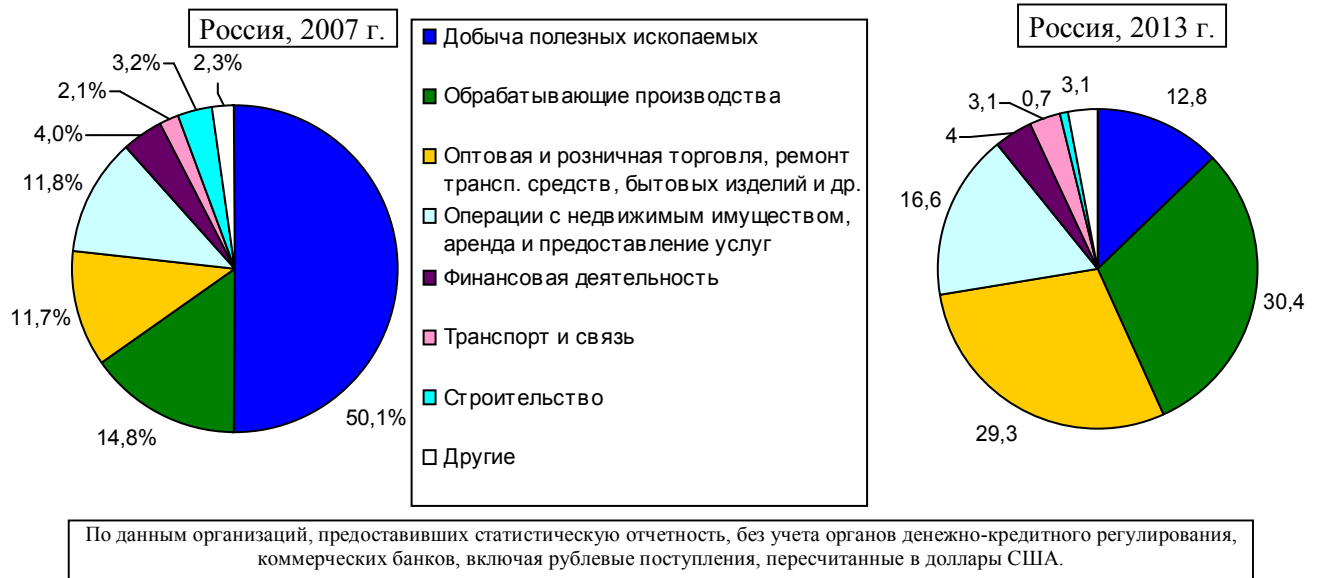 Россия, 2007 г.
3,2%
2,3%
2,1%
4,0%
11,8%
11,7%
14,8%
50,1%
Добыча полезных ископаемых
Обрабатывающие производства
Оптовая и розничная торговля, ремонт
трансп. средств, бытовых изделий и др.
Операции с недвижимым имуществом,
аренда и предоставление услуг
Финансовая деятельность
Транспорт и связь
Строительство
Другие
Россия, 2013 г.
3,1
0,7
3,1
12,8
4
16,6
30,4
29,3
По данным организаций, предоставивших статистическую отчетность, без учета органов денежно-кредитного регулирования,
коммерческих банков, включая рублевые поступления, пересчитанные в доллары США.